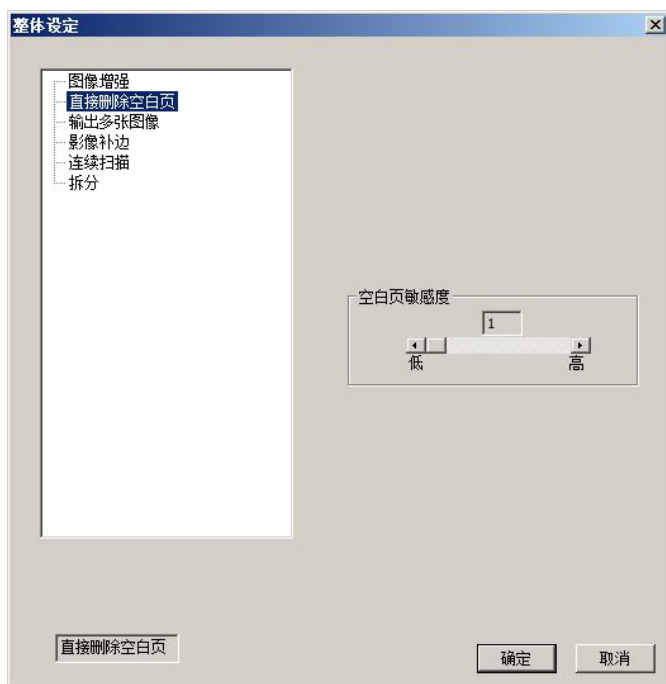 整体设定
图像增强
直接删除空白页
输出多张图像
影像补边
连续扫描
拆分
空白页敏感度
1
低 高
直接删除空白页
确定 取消